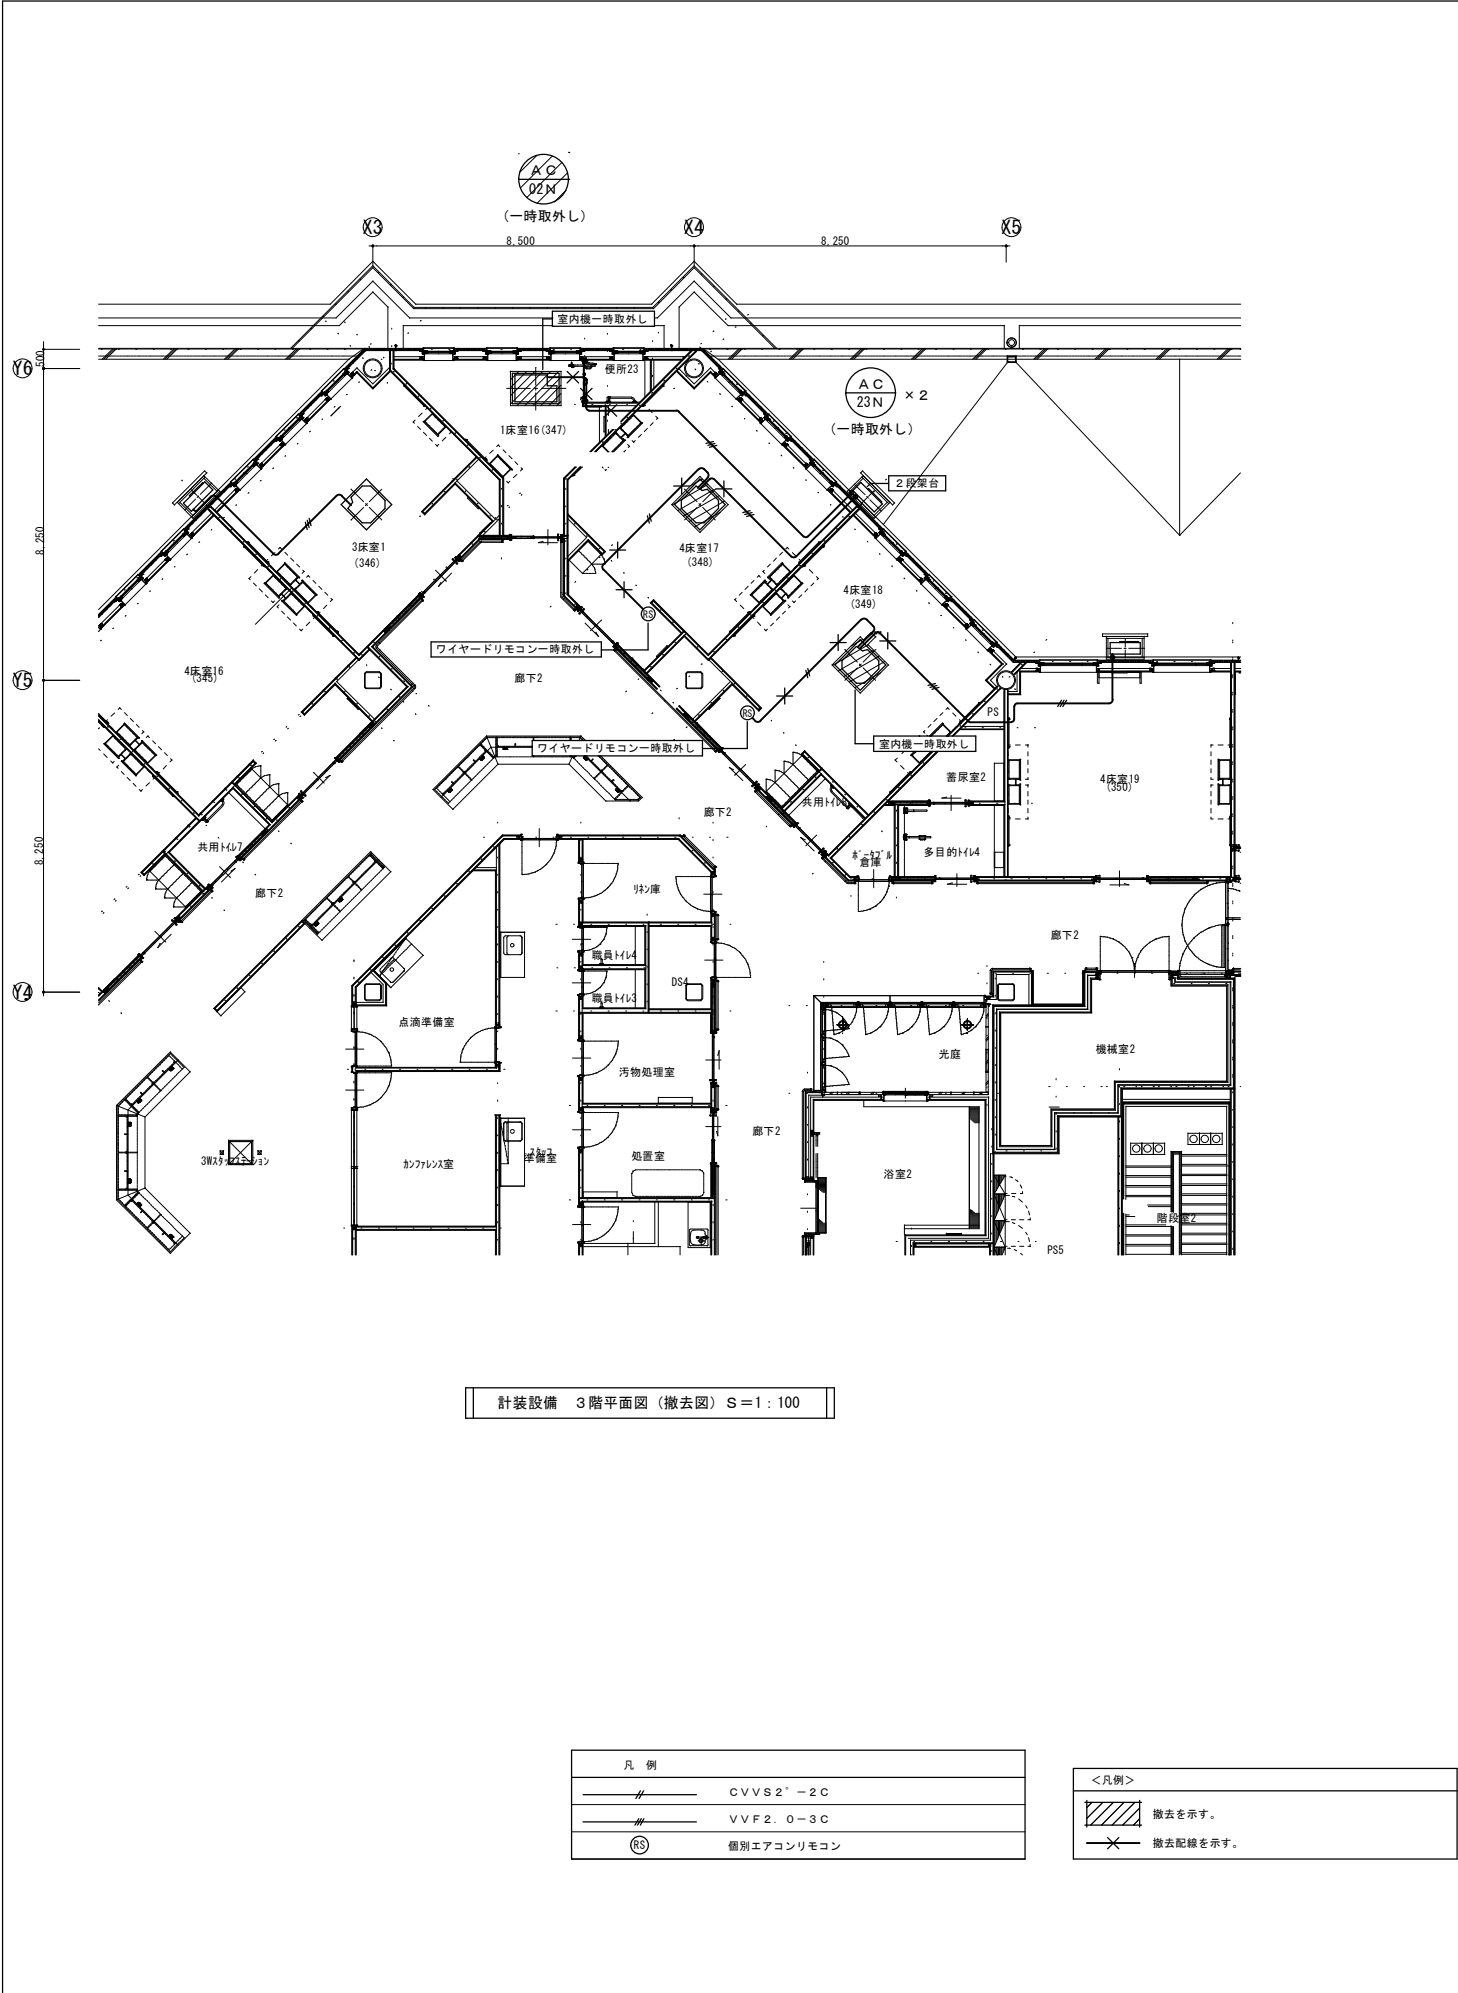 ＡＣ
02Ｎ
（一時取外し）
X3
X4
X5
8,500
8,250
室内機一時取外し
Y6
500
便所23
ＡＣ
23Ｎ
×２
（一時取外し）
1床室16(347)
２段架台
8,250
3床室1
(346)
4床室17
(348)
4床室18
(349)
ＲＳ
ワイヤードリモコン一時取外し
4床室16
(345)
廊下2
Y5
ＲＳ
PS
ワイヤードリモコン一時取外し
室内機一時取外し
蓄尿室2
4床室19
(350)
共用ﾄｲﾚ8
廊下2
8,250
共用ﾄｲﾚ7
ﾎﾟｰﾀﾌﾞﾙ
倉庫
多目的ﾄｲﾚ4
廊下2
ﾘﾈﾝ庫
廊下2
職員ﾄｲﾚ4
DS4
Y4
職員ﾄｲﾚ3
点滴準備室
光庭
機械室2
汚物処理室
廊下2
3Wｽﾀｯﾌｽﾃｰｼｮﾝ
ｶﾝﾌｧﾚﾝｽ室
ｽﾀｯﾌ
準備室
処置室
浴室2
階段室2
PS5
計装設備　３階平面図（撤去図）Ｓ＝1：100
凡　例
ＣＶＶＳ２゜－２Ｃ
ＶＶＦ２．０－３Ｃ
RS　個別エアコンリモコン
＜凡例＞
撤去を示す。
撤去配線を示す。